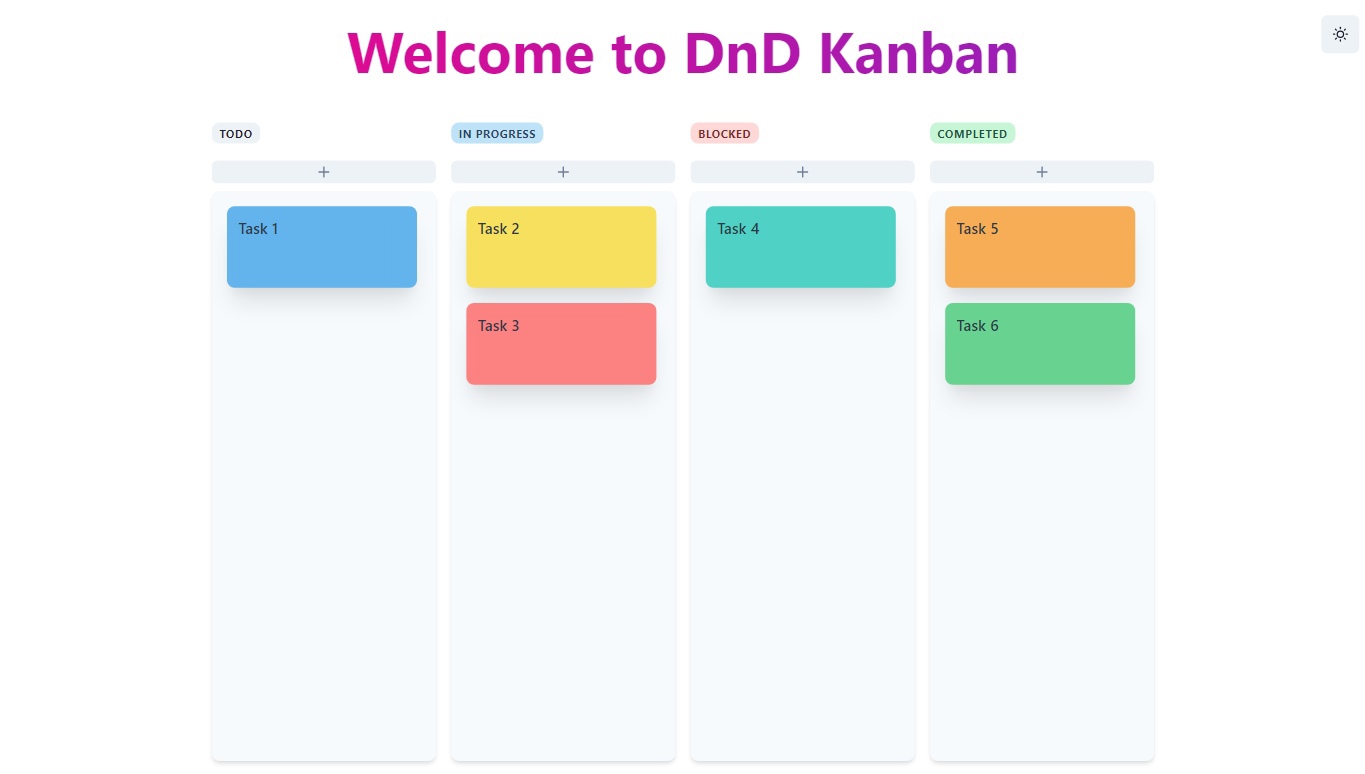 Welcome to DnD Kanban
TODO
IN PROGRESS
BLOCKED
COMPLETED
Task 1
Task 2
Task 3
Task 4
Task 5
Task 6